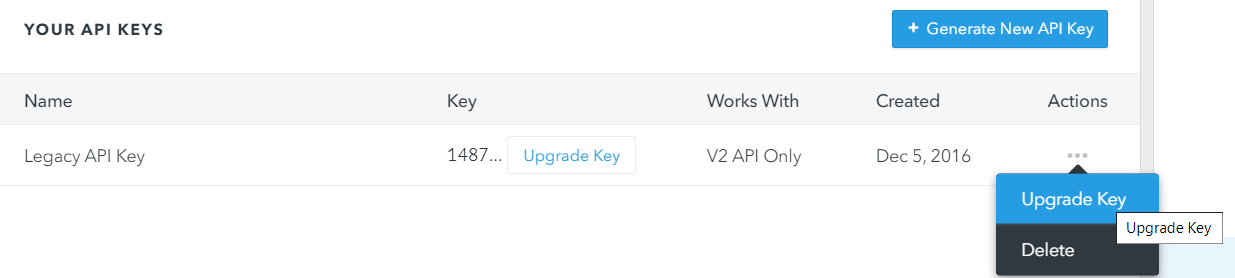 YOUR API KEYS
+ Generate New API Key
Name Key Works With Created Actions
Legacy API Key 1487... Upgrade Key V2 API Only Dec 5, 2016
Upgrade Key
Upgrade Key
Delete